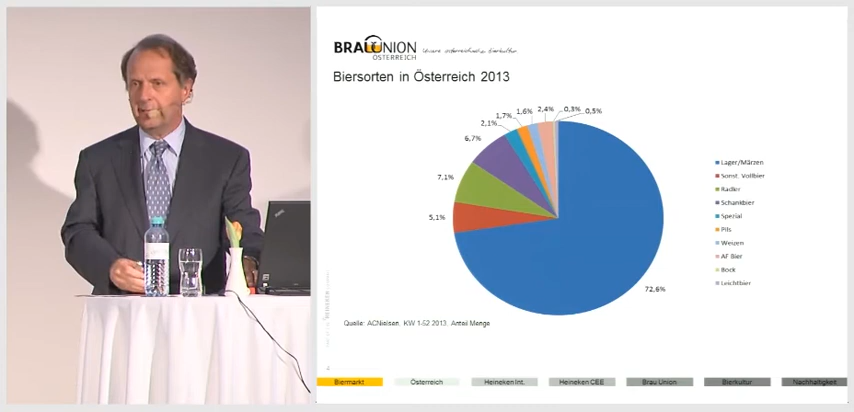 BRAU UNION
ÖSTERREICH
Biersorten in Österreich 2013
0,3%
0,5%
2,4%
1,6%
1,7%
2,1%
6,7%
7,1%
5,1%
72,6%
Lager/Märzen
Sonst. Vollbier
Radler
Schankbier
Spezial
Pils
Weizen
AF Bier
Bock
Leichtbier
Quelle: ACNielsen, KW 1-52 2013, Anteil Menge
Biermarkt Österreich Heineken Int. Heineken CEE Brau Union Bierkultur Nachhaltigkeit